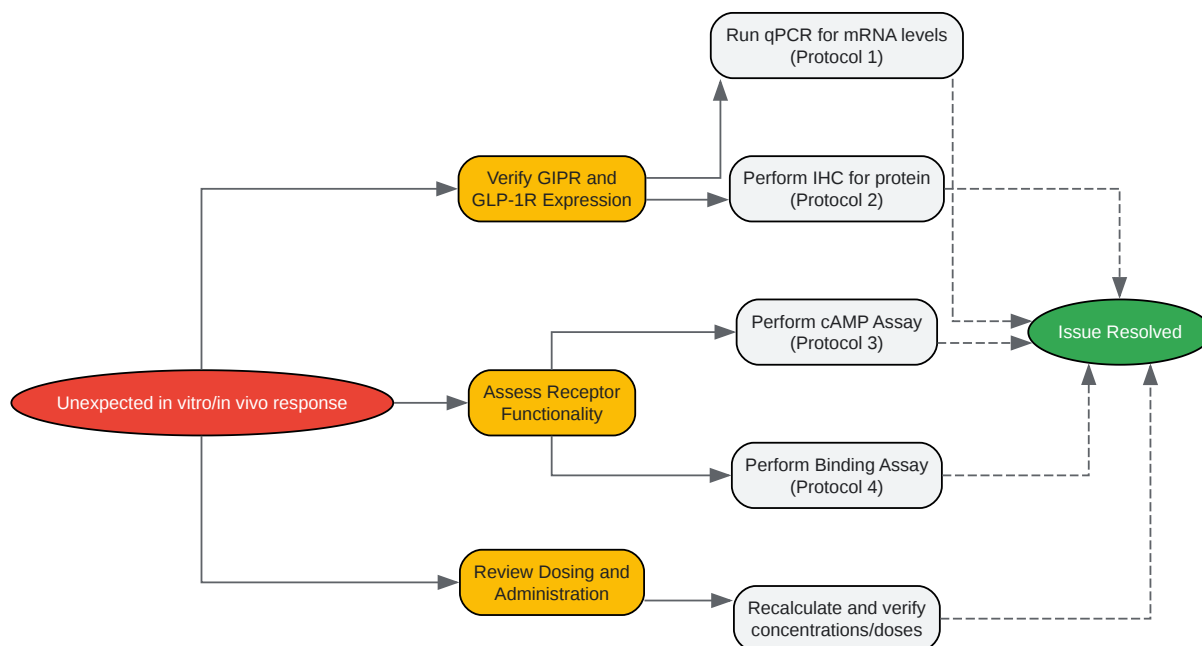 Run qPCR for mRNA levels
(Protocol 1)
Verify GIPR and
GLP-1R Expression
Perform IHC for protein
(Protocol 2)
Perform cAMP Assay
(Protocol 3)
Issue Resolved
Unexpected in vitro/in vivo response
Assess Receptor
Functionality
Perform Binding Assay
(Protocol 4)
Review Dosing and
Administration
Recalculate and verify
concentrations/doses